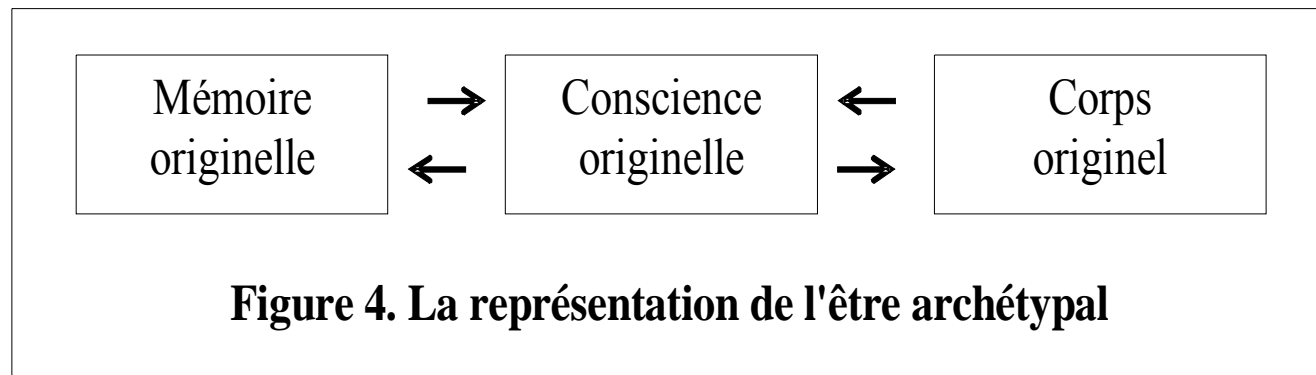 Mémoire
originelle
Conscience
originelle
Corps
originel
Figure 4. La représentation de l'être archétypal